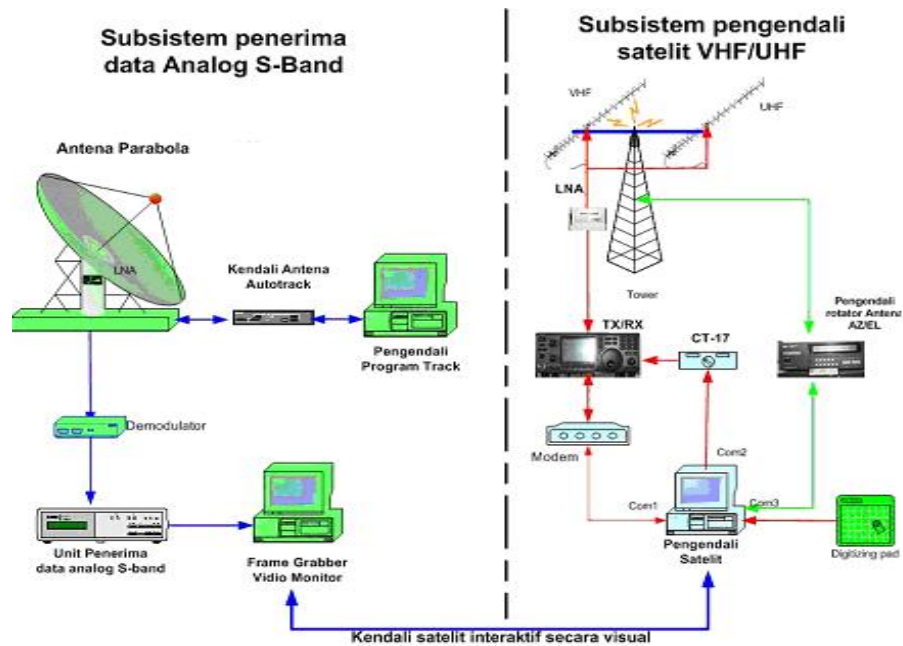 Subsistem penerima
data Analog S-Band
Antena Parabola
LNA
Kendali Antena
Autotrack
Pengendali
Program Track
Demodulator
Unit Penerima
data analog S-band
Frame Grabber
Vidio Monitor
Subsistem pengendali
satelit VHF/UHF
VHF
UHF
LNA
Tower
TX/RX
CT-17
Pengendali
rotator Antena
AZ/EL
Modem
Com2
Com1
Com3
Pengendali
Satelit
Digitizing pad
Kendali satelit interaktif secara visual